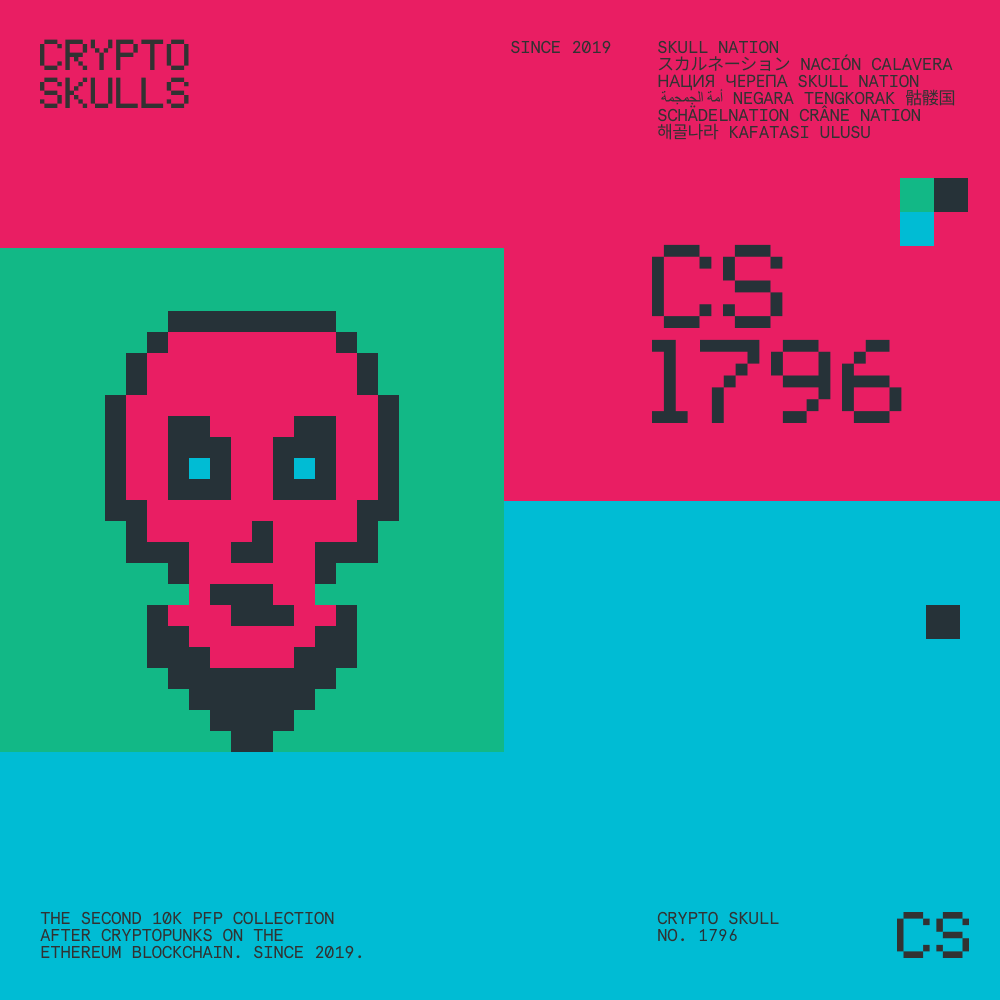 CRYPTO
SKULLS
SINCE 2019
SKULL NATION
スカルネーション NACIÓN CALAVERA
НАЦИЯ ЧЕРЕПА SKULL NATION
أمة الجمجمة NEGARA TENGKORAK 骷髅国
SCHÄDELNATION CRÂNE NATION
해골나라 KAFATASI ULUSU
CS
1796
THE SECOND 10K PFP COLLECTION
AFTER CRYPTOPUNKS ON THE
ETHEREUM BLOCKCHAIN. SINCE 2019.
CRYPTO SKULL
NO. 1796
CS